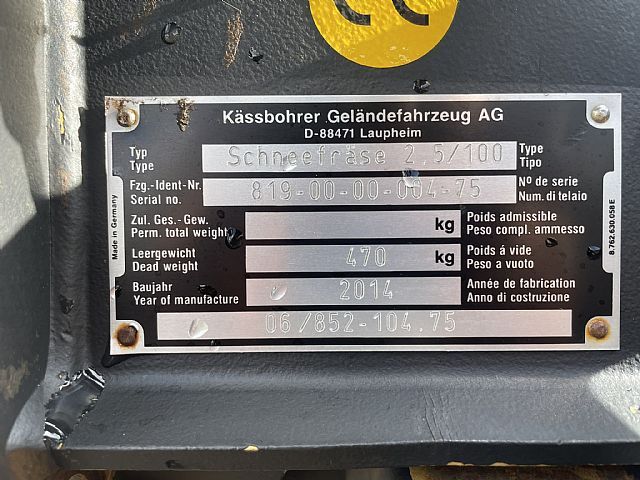 CE
Kässbohrer Geländefahrzeug AG
D-88471 Laupheim
Typ
Type
Schneefräse 2,5/100
Type
Tipo
Fzg.-Ident-Nr.
Serial no.
819-00-00-004-75
Nº de serie
Num. di telaio
Zul. Ges.-Gew.
Perm. total weight
kg
Poids admissible
Peso compl. ammesso
Leergewicht
Dead weight
470 kg
Poids á vide
Peso a vuoto
Baujahr
Year of manufacture
2014
Année de fabrication
Anno di costruzione
06/852-104.75
Made in Germany
8.762.630.058E